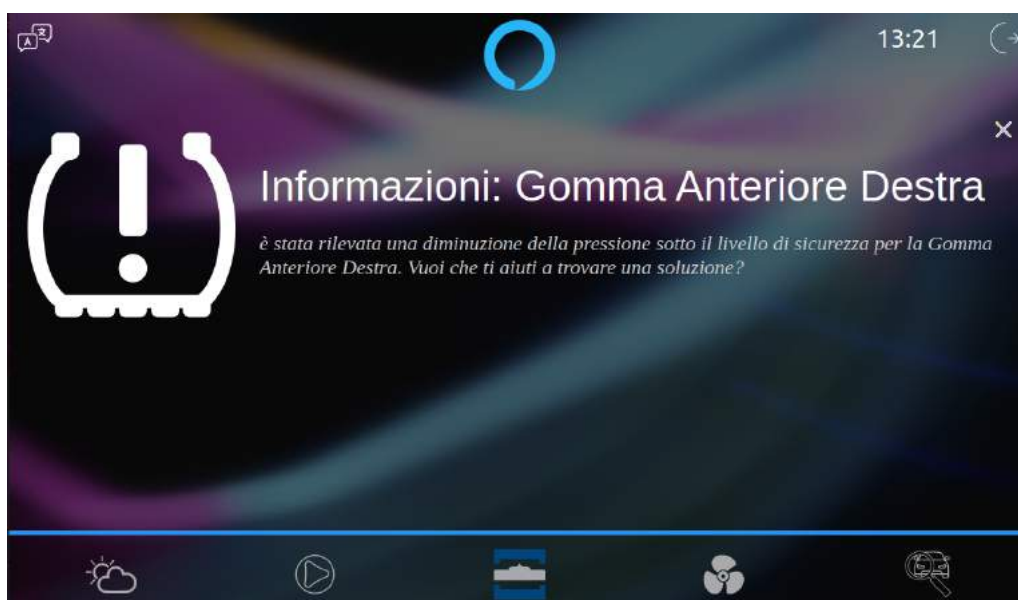 13:21
Informazioni: Gomma Anteriore Destra
è stata rilevata una diminuzione della pressione sotto il livello di sicurezza per la Gomma
Anteriore Destra. Vuoi che ti aiuti a trovare una soluzione?